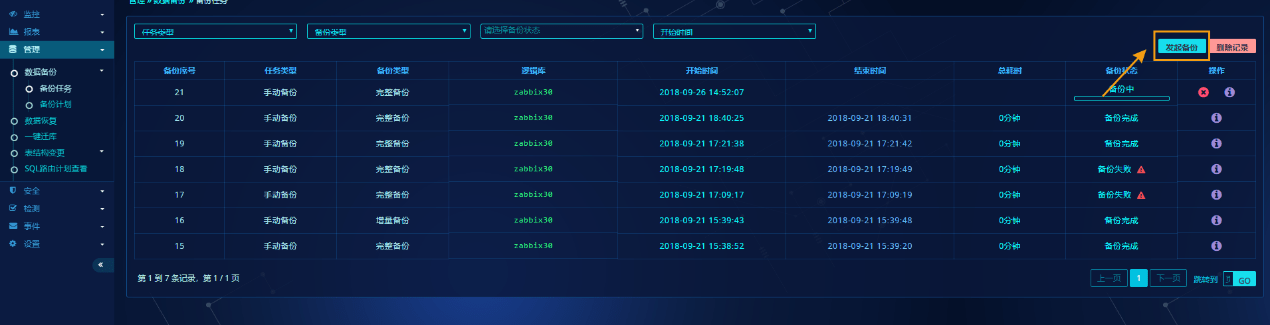 管理 » 数据备份 » 备份任务
监控
报表
管理
数据备份
备份任务
备份计划
数据恢复
一键迁库
表结构变更
SQL路由计划查看
安全
检测
事件
设置
«
任务类型 备份类型 请选择备份状态 开始时间
发起备份 删除记录
备份序号 任务类型 备份类型 逻辑库 开始时间 结束时间 总耗时 备份状态 操作
21 手动备份 完整备份 zabbix30 2018-09-26 14:52:07 备份中
20 手动备份 完整备份 zabbix30 2018-09-21 18:40:25 2018-09-21 18:40:31 0分钟 备份完成
19 手动备份 完整备份 zabbix30 2018-09-21 17:21:38 2018-09-21 17:21:42 0分钟 备份完成
18 手动备份 完整备份 zabbix30 2018-09-21 17:19:48 2018-09-21 17:19:49 0分钟 备份失败
17 手动备份 完整备份 zabbix30 2018-09-21 17:09:17 2018-09-21 17:09:19 0分钟 备份失败
16 手动备份 增量备份 zabbix30 2018-09-21 15:39:43 2018-09-21 15:39:48 0分钟 备份完成
15 手动备份 完整备份 zabbix30 2018-09-21 15:38:52 2018-09-21 15:39:20 0分钟 备份完成
第 1 到 7 条记录，第 1 / 1 页
上一页 1 下一页 跳转到 GO